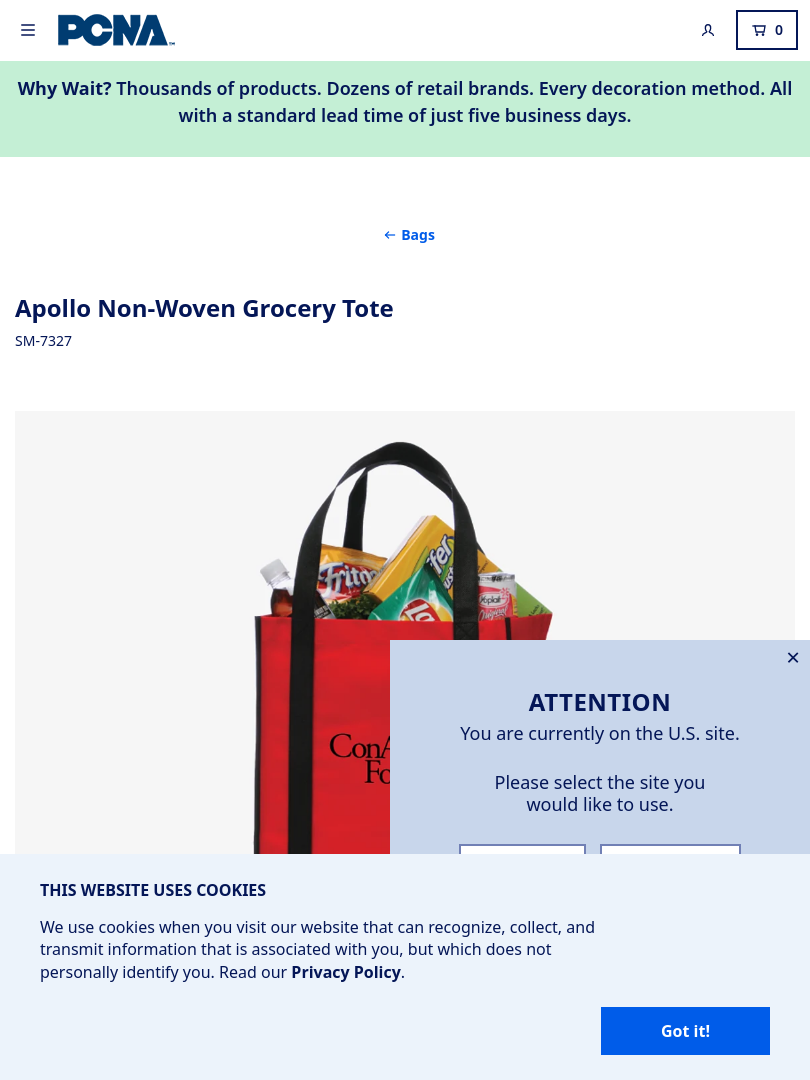 PCNA
0
Why Wait? Thousands of products. Dozens of retail brands. Every decoration method. All
with a standard lead time of just five business days.
← Bags
Apollo Non-Woven Grocery Tote
SM-7327
Fritos
ConA
Fo
ATTENTION
You are currently on the U.S. site.
Please select the site you
would like to use.
THIS WEBSITE USES COOKIES
We use cookies when you visit our website that can recognize, collect, and
transmit information that is associated with you, but which does not
personally identify you. Read our Privacy Policy.
Got it!